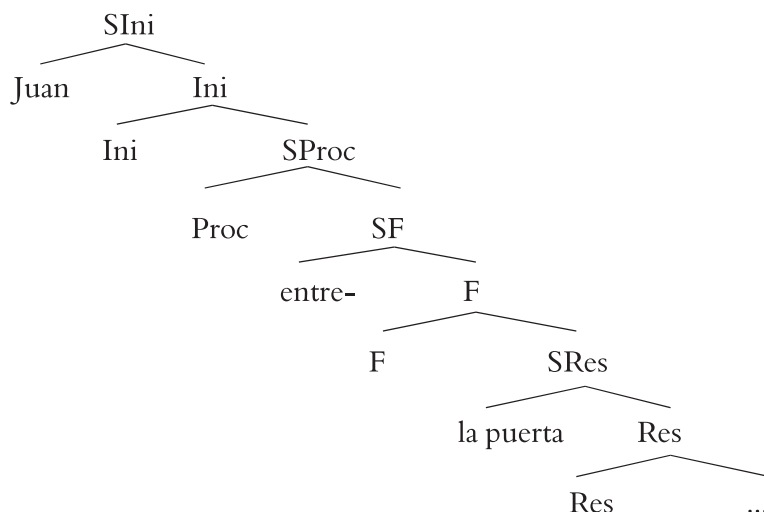 SIni
Juan Ini
Ini SProc
Proc SF
entre- F
F SRes
la puerta Res
Res ...